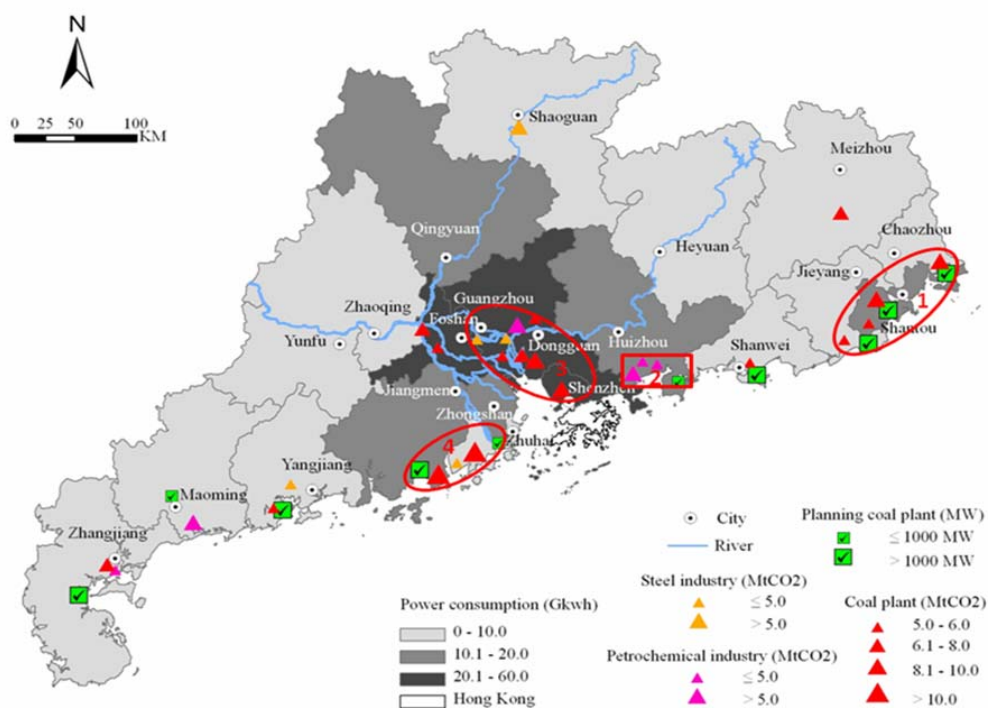 N
0 25 50 100
KM
Shaoguan
Meizhou
Qingyuan
Heyuan
Chaozhou
Jieyang
1
Guangzhou
Zhaoqing
Foshan
Yunfu
Dongguan
Huizhou
Shantou
Shanwei
3
2
Jiangmen
Shenzhen
Zhongshan
4
Zhuhai
Yangjiang
Maoming
Zhangjiang
City
River
Planning coal plant (MW)
≤ 1000 MW
> 1000 MW
Steel industry (MtCO2)
≤ 5.0
> 5.0
Power consumption (Gkwh)
0 - 10.0
10.1 - 20.0
20.1 - 60.0
Hong Kong
Petrochemical industry (MtCO2)
≤ 5.0
> 5.0
Coal plant (MtCO2)
5.0 - 6.0
6.1 - 8.0
8.1 - 10.0
> 10.0